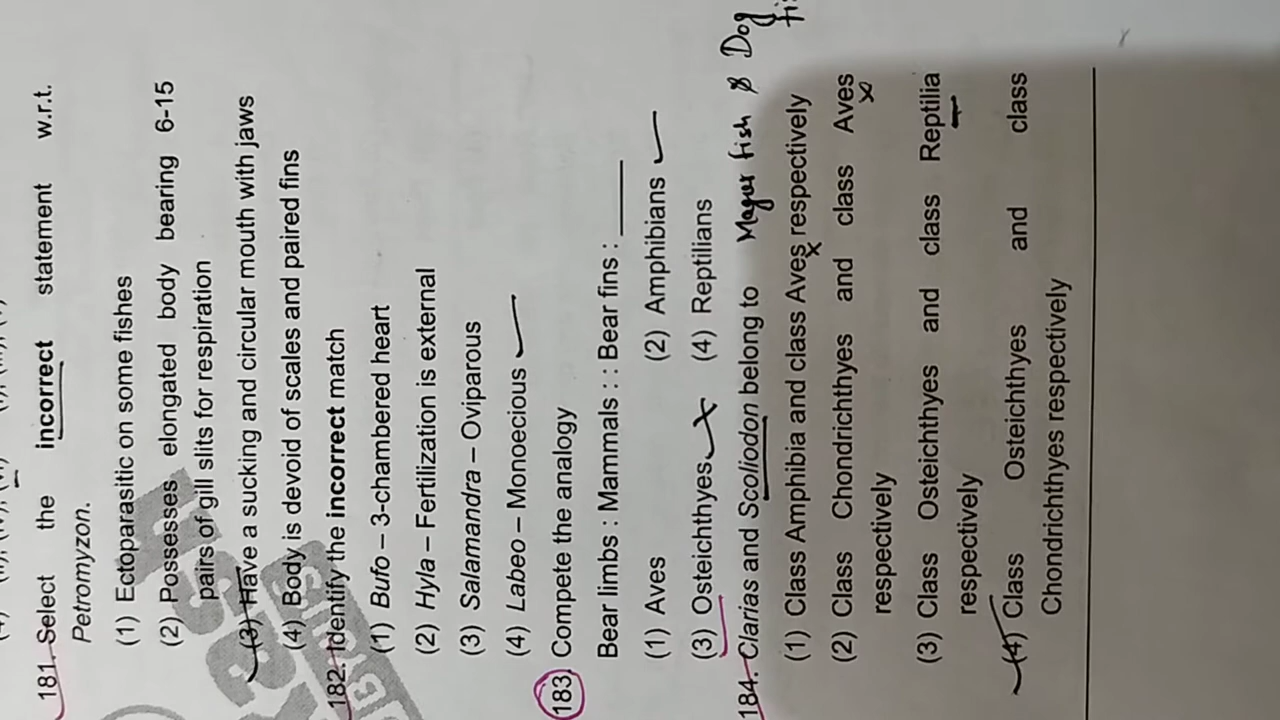 181. Select the incorrect statement w.r.t.
Petromyzon.
(1) Ectoparasitic on some fishes
(2) Possesses elongated body bearing 6-15
pairs of gill slits for respiration
(3) Have a sucking and circular mouth with jaws
(4) Body is devoid of scales and paired fins
182. Identify the incorrect match
(1) Bufo – 3-chambered heart
(2) Hyla – Fertilization is external
(3) Salamandra – Oviparous
(4) Labeo – Monoecious
183. Compete the analogy
Bear limbs : Mammals : : Bear fins : ______
(1) Aves (2) Amphibians
(3) Osteichthyes (4) Reptilians
184. Clarias and Scoliodon belong to Magur fish & Dog
(1) Class Amphibia and class Aves respectively
(2) Class Chondrichthyes and class Aves
respectively
(3) Class Osteichthyes and class Reptilia
respectively
(4) Class Osteichthyes and class
Chondrichthyes respectively